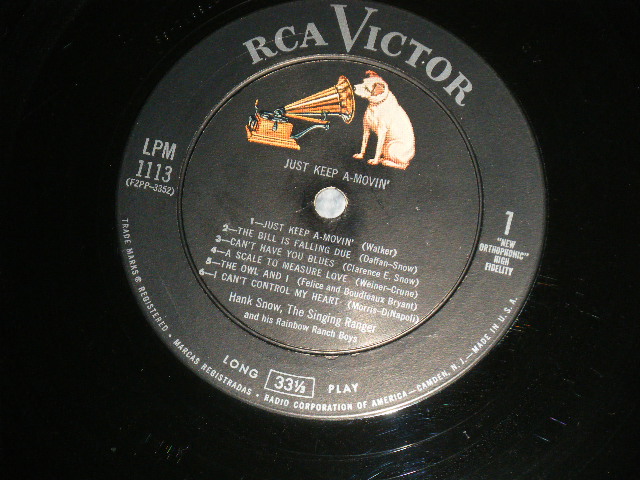 RCA VICTOR
JUST KEEP A-MOVIN'
LPM
1113
(F2PP-3352)
1
"NEW
ORTHOPHONIC"
HIGH
FIDELITY
1—JUST KEEP A-MOVIN' (Walker)
2—THE BILL IS FALLING DUE (Daffan-Snow)
3—CAN'T HAVE YOU BLUES (Clarence E. Snow)
4—A SCALE TO MEASURE LOVE (Weiner-Crane)
5—THE OWL AND I (Felice and Boudleaux Bryant)
6—I CAN'T CONTROL MY HEART (Morris-DiNapoli)
Hank Snow, The Singing Ranger
and his Rainbow Ranch Boys
LONG 33⅓ PLAY
TRADE MARKS ® REGISTERED • MARCAS REGISTRADAS • RADIO CORPORATION OF AMERICA—CAMDEN, N.J.—MADE IN U.S.A.